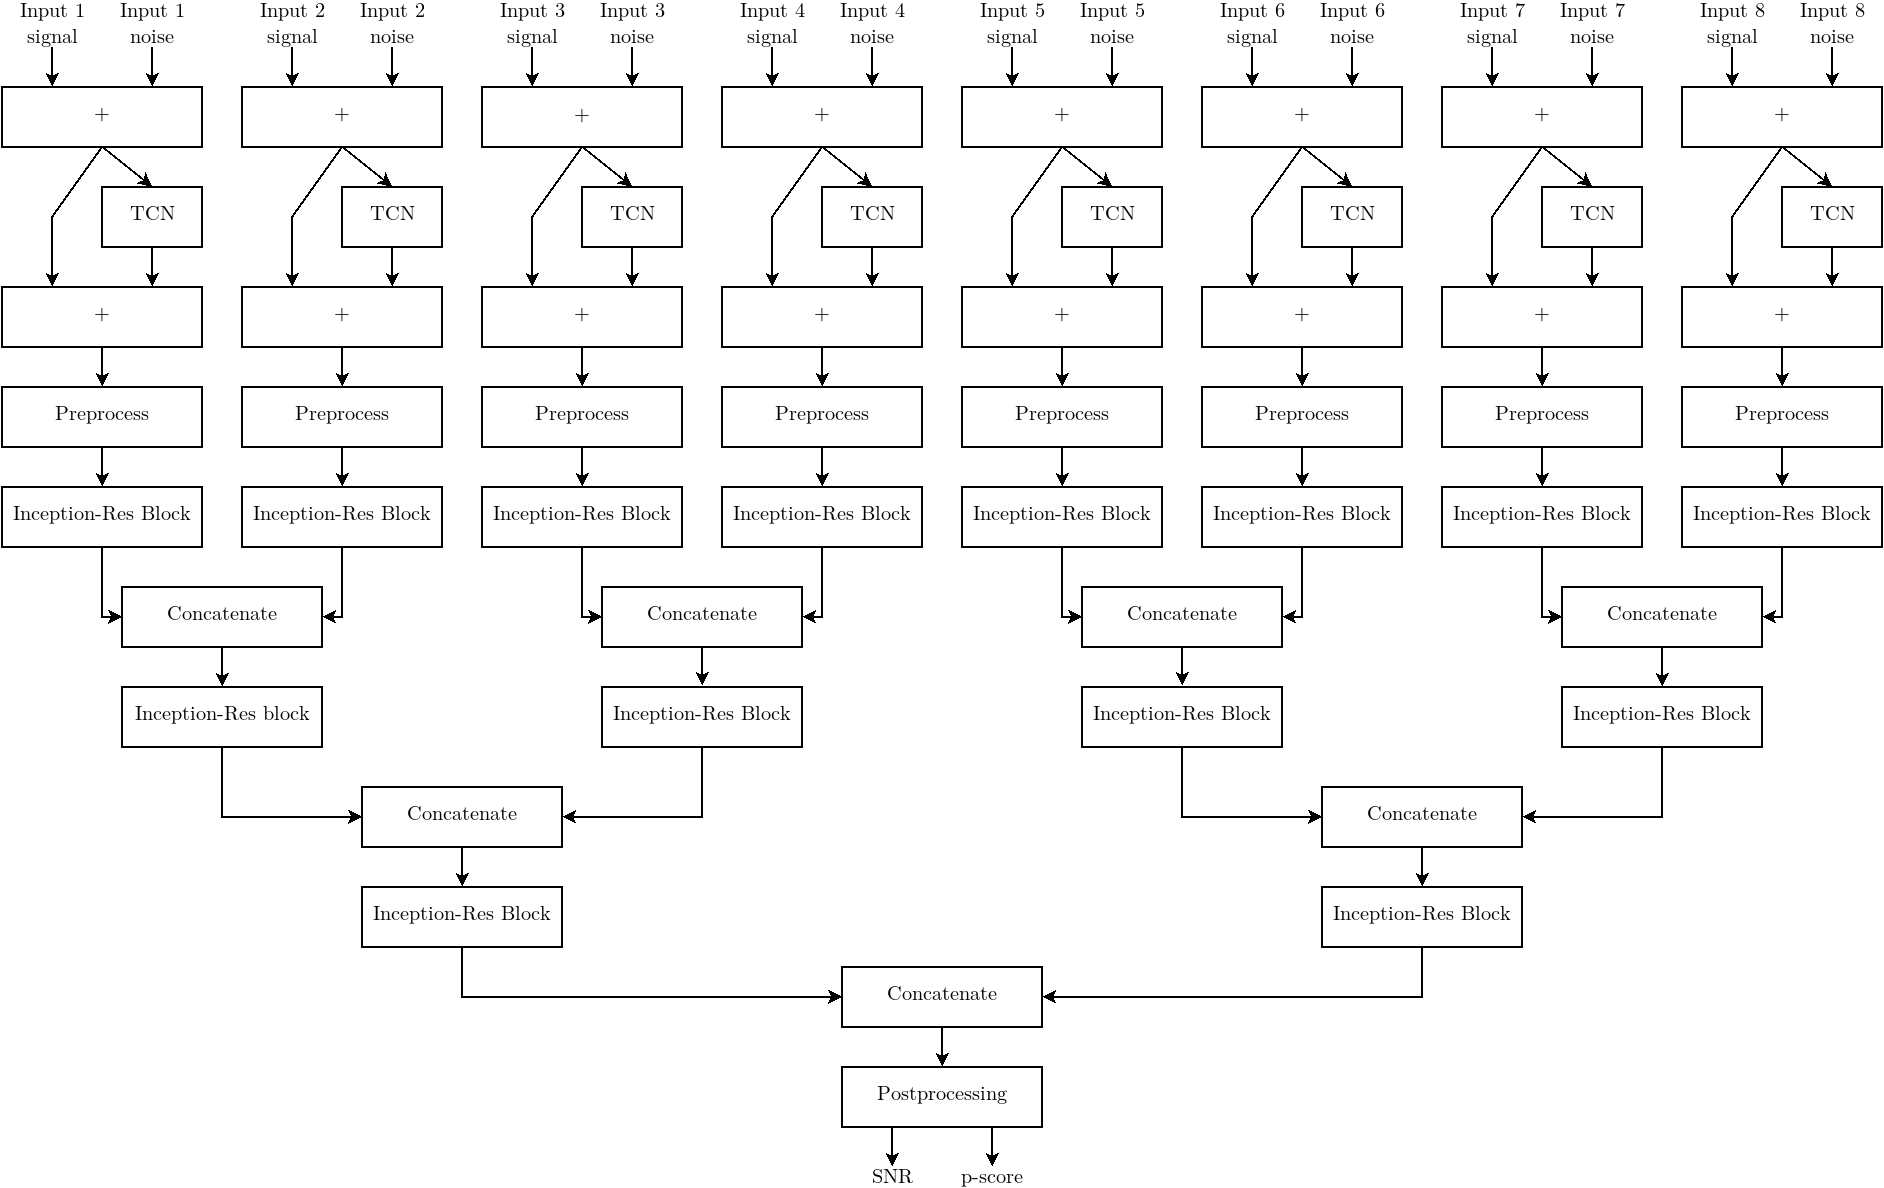 Input 1 Input 1 Input 2 Input 2 Input 3 Input 3 Input 4 Input 4 Input 5 Input 5 Input 6 Input 6 Input 7 Input 7 Input 8 Input 8
signal noise signal noise signal noise signal noise signal noise signal noise signal noise signal noise
+ + + + + + + +
TCN TCN TCN TCN TCN TCN TCN TCN
+ + + + + + + +
Preprocess Preprocess Preprocess Preprocess Preprocess Preprocess Preprocess Preprocess
Inception-Res Block Inception-Res Block Inception-Res Block Inception-Res Block Inception-Res Block Inception-Res Block Inception-Res Block Inception-Res Block
Concatenate Concatenate Concatenate Concatenate
Inception-Res block Inception-Res Block Inception-Res Block Inception-Res Block
Concatenate Concatenate
Inception-Res Block Inception-Res Block
Concatenate
Postprocessing
SNR p-score